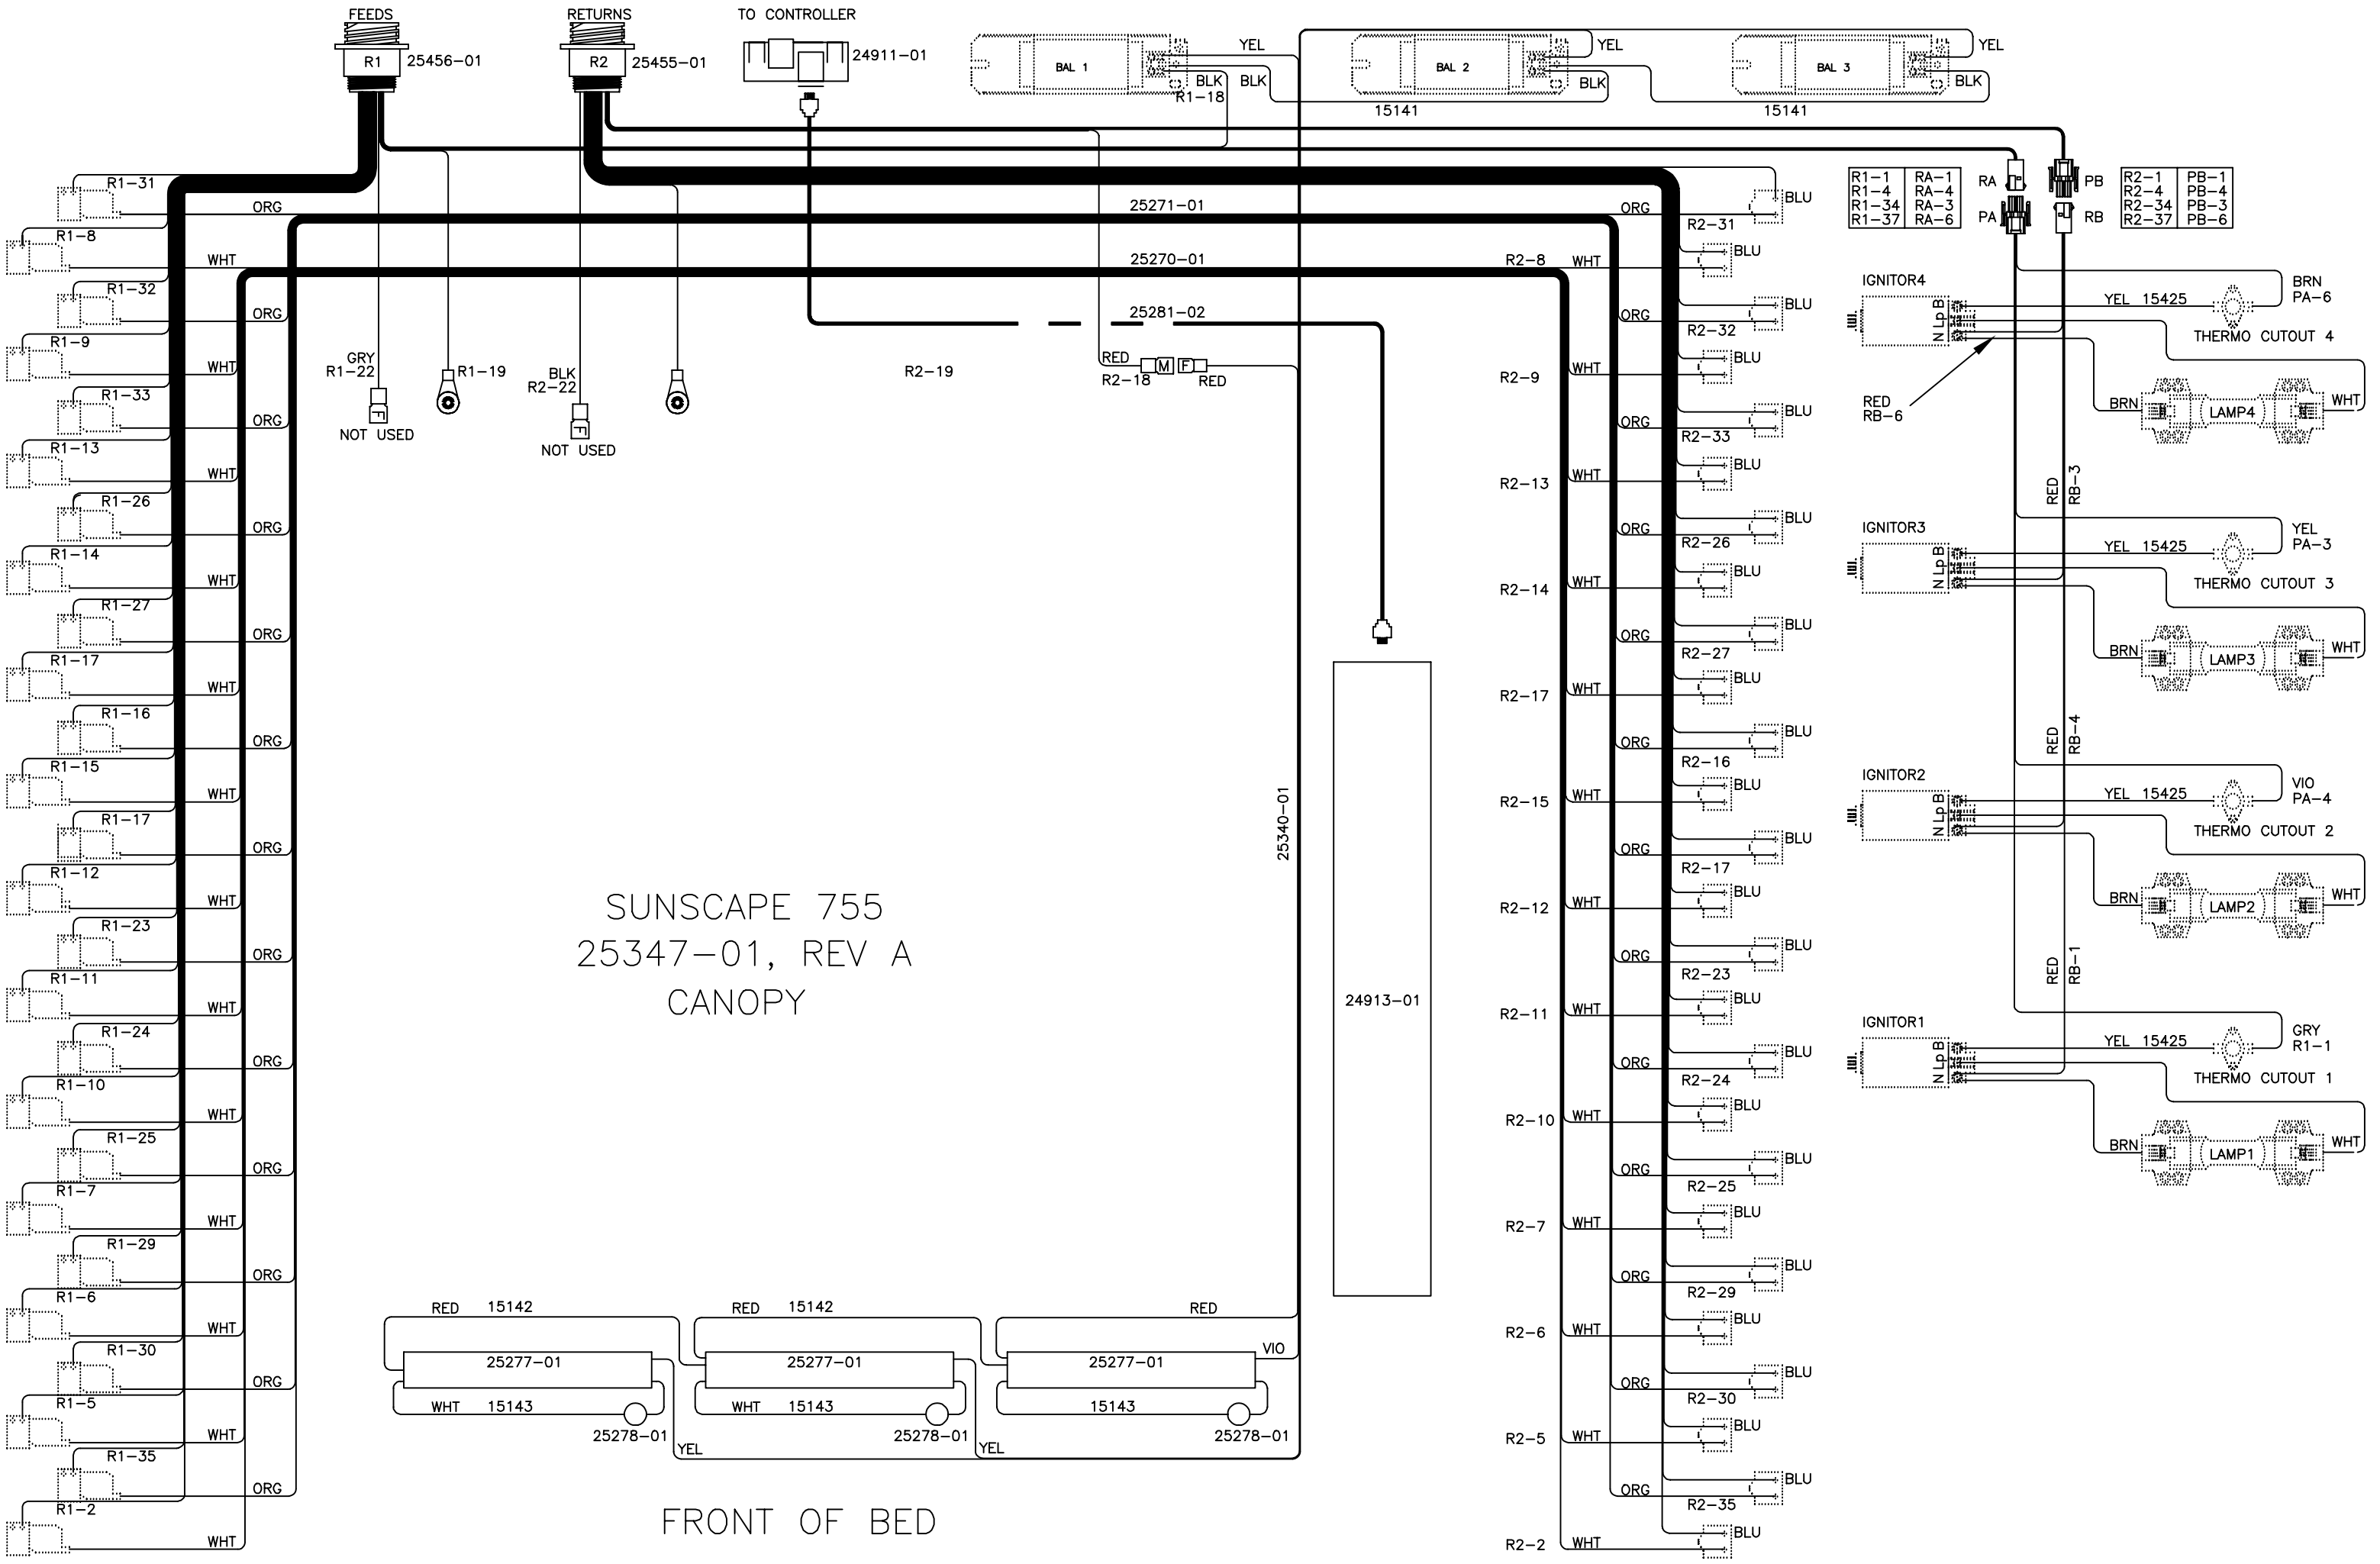 FEEDS
RETURNS
TO CONTROLLER
R1
25456-01
R2
25455-01
24911-01
BAL 1
YEL
BLK
BLK
R1-18
BAL 2
YEL
BLK
15141
BAL 3
YEL
BLK
15141
R1-31
ORG
R1-8
WHT
R1-32
ORG
R1-9
WHT
R1-33
ORG
R1-13
WHT
R1-26
ORG
R1-14
WHT
R1-27
ORG
R1-17
WHT
R1-16
ORG
R1-15
WHT
R1-17
ORG
R1-12
WHT
R1-23
ORG
R1-11
WHT
R1-24
ORG
R1-10
WHT
R1-25
ORG
R1-7
WHT
R1-29
ORG
R1-6
WHT
R1-30
ORG
R1-5
WHT
R1-35
ORG
R1-2
WHT
25271-01
25270-01
25281-02
GRY
R1-22
F
NOT USED
R1-19
BLK
R2-22
F
NOT USED
R2-19
RED
R2-18
M
F
RED
25340-01
24913-01
SUNSCAPE 755
25347-01, REV A
CANOPY
RED 15142
RED 15142
RED
25277-01
25277-01
25277-01
VIO
WHT 15143
WHT 15143
15143
25278-01
25278-01
25278-01
YEL
YEL
FRONT OF BED
ORG
BLU
R2-31
R2-8
WHT
BLU
ORG
BLU
R2-32
R2-9
WHT
BLU
ORG
BLU
R2-33
R2-13
WHT
BLU
ORG
BLU
R2-26
R2-14
WHT
BLU
ORG
BLU
R2-27
R2-17
WHT
BLU
ORG
BLU
R2-16
R2-15
WHT
BLU
ORG
BLU
R2-17
R2-12
WHT
BLU
ORG
BLU
R2-23
R2-11
WHT
BLU
ORG
BLU
R2-24
R2-10
WHT
BLU
ORG
BLU
R2-25
R2-7
WHT
BLU
ORG
BLU
R2-29
R2-6
WHT
BLU
ORG
BLU
R2-30
R2-5
WHT
BLU
ORG
BLU
R2-35
R2-2
WHT
BLU
R1-1 RA-1
R1-4 RA-4
R1-34 RA-3
R1-37 RA-6
RA
PB
PA
RB
R2-1 PB-1
R2-4 PB-4
R2-34 PB-3
R2-37 PB-6
IGNITOR4
N Lp B
YEL 15425
BRN
PA-6
THERMO CUTOUT 4
RED
RB-6
BRN
LAMP4
WHT
RED
RB-3
IGNITOR3
N Lp B
YEL 15425
YEL
PA-3
THERMO CUTOUT 3
BRN
LAMP3
WHT
RED
RB-4
IGNITOR2
N Lp B
YEL 15425
VIO
PA-4
THERMO CUTOUT 2
BRN
LAMP2
WHT
RED
RB-1
IGNITOR1
N Lp B
YEL 15425
GRY
R1-1
THERMO CUTOUT 1
BRN
LAMP1
WHT